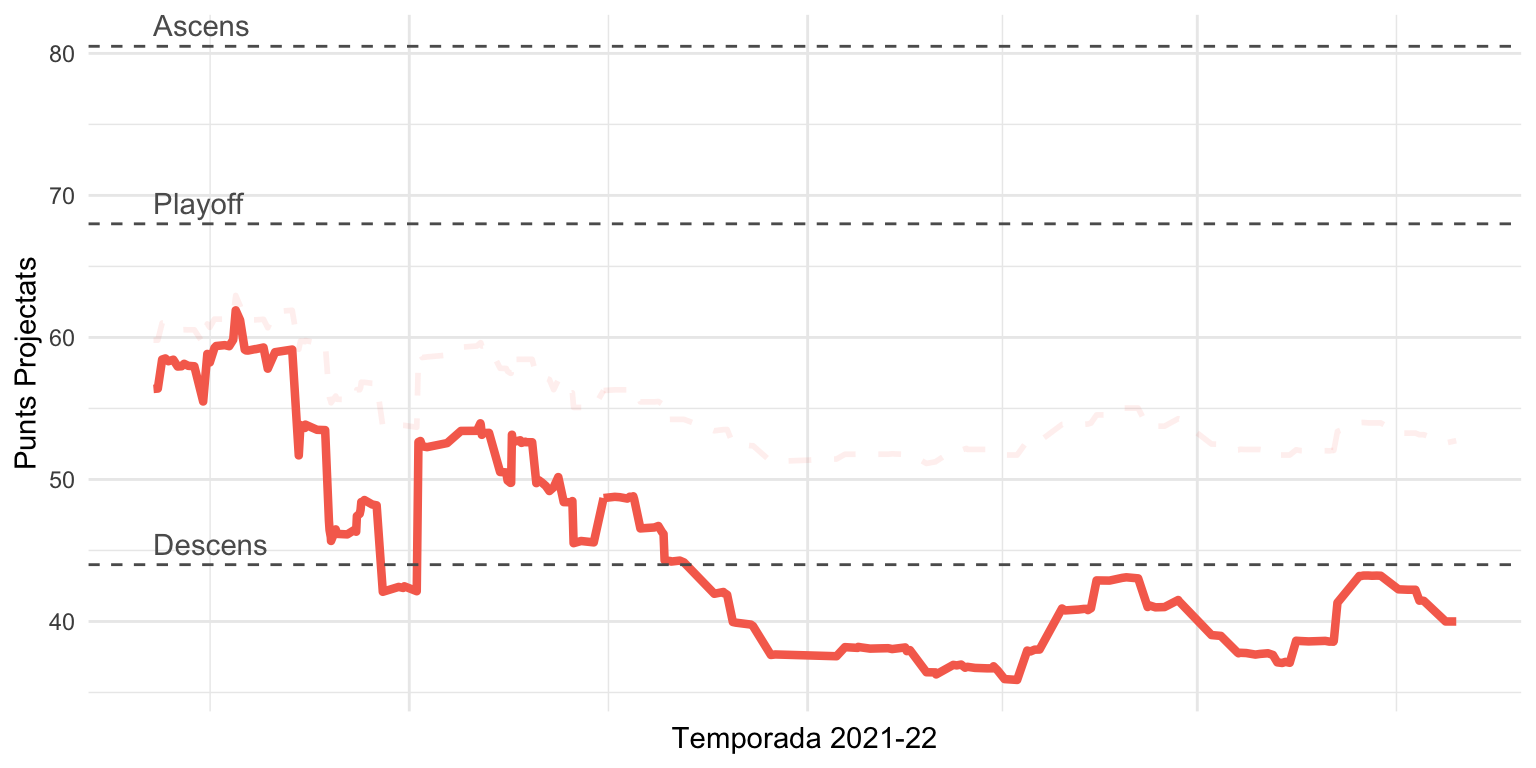 Ascens
80
70
Playoff
60
50
Descens
40
Punts Projectats
Temporada 2021-22